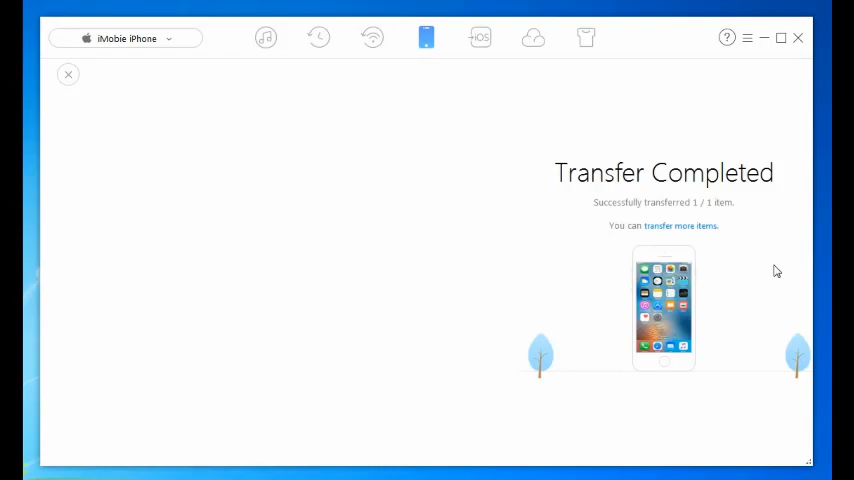 iMobie iPhone
iOS
?
Transfer Completed
Successfully transferred 1 / 1 item.
You can transfer more items.